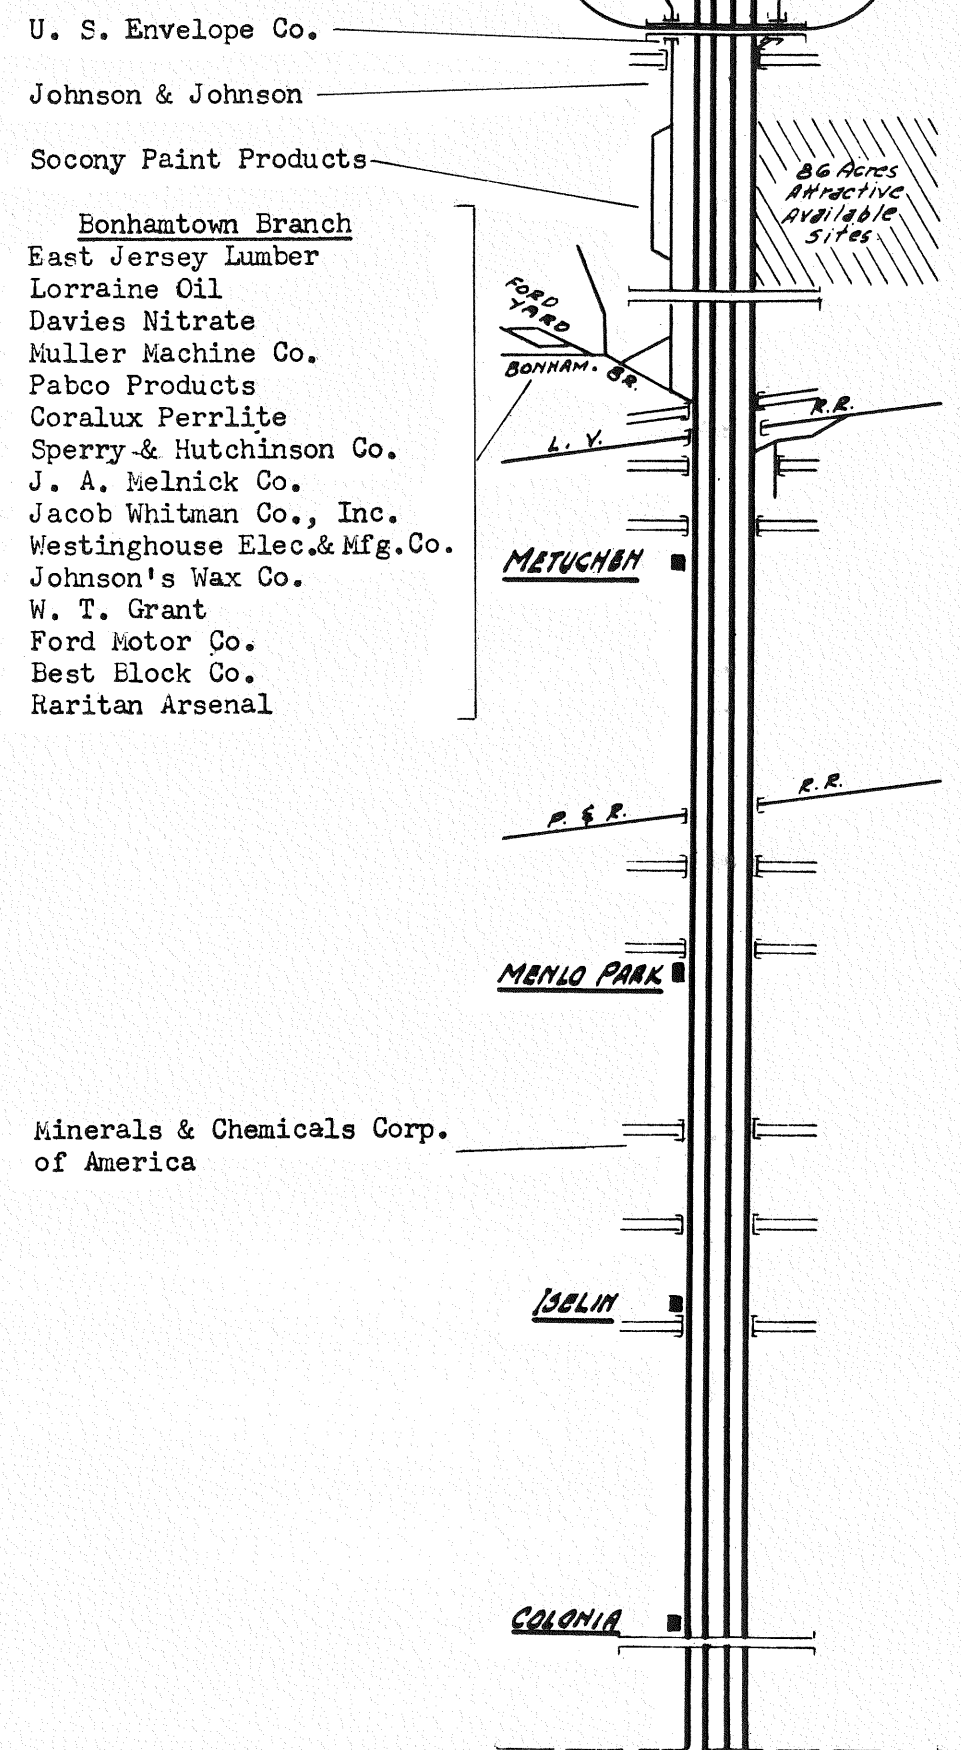 U. S. Envelope Co.
Johnson & Johnson
86 Acres
Attractive
Available
Sites
Socony Paint Products
Bonhamtown Branch
East Jersey Lumber
Lorraine Oil
Davies Nitrate
Muller Machine Co.
Pabco Products
Coralux Perrlite
Sperry & Hutchinson Co.
J. A. Melnick Co.
Jacob Whitman Co., Inc.
Westinghouse Elec.& Mfg.Co.
Johnson's Wax Co.
W. T. Grant
Ford Motor Co.
Best Block Co.
Raritan Arsenal
FORD
YARD
BONHAM. BR.
L. V. R.R.
METUCHEN
P. & R. R.R.
MENLO PARK
Minerals & Chemicals Corp.
of America
ISELIN
COLONIA